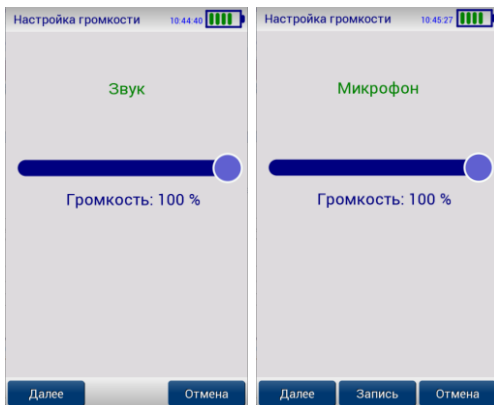 Настройка громкости 10:44:40
Звук
Громкость: 100 %
Далее Отмена
Настройка громкости 10:45:27
Микрофон
Громкость: 100 %
Далее Запись Отмена